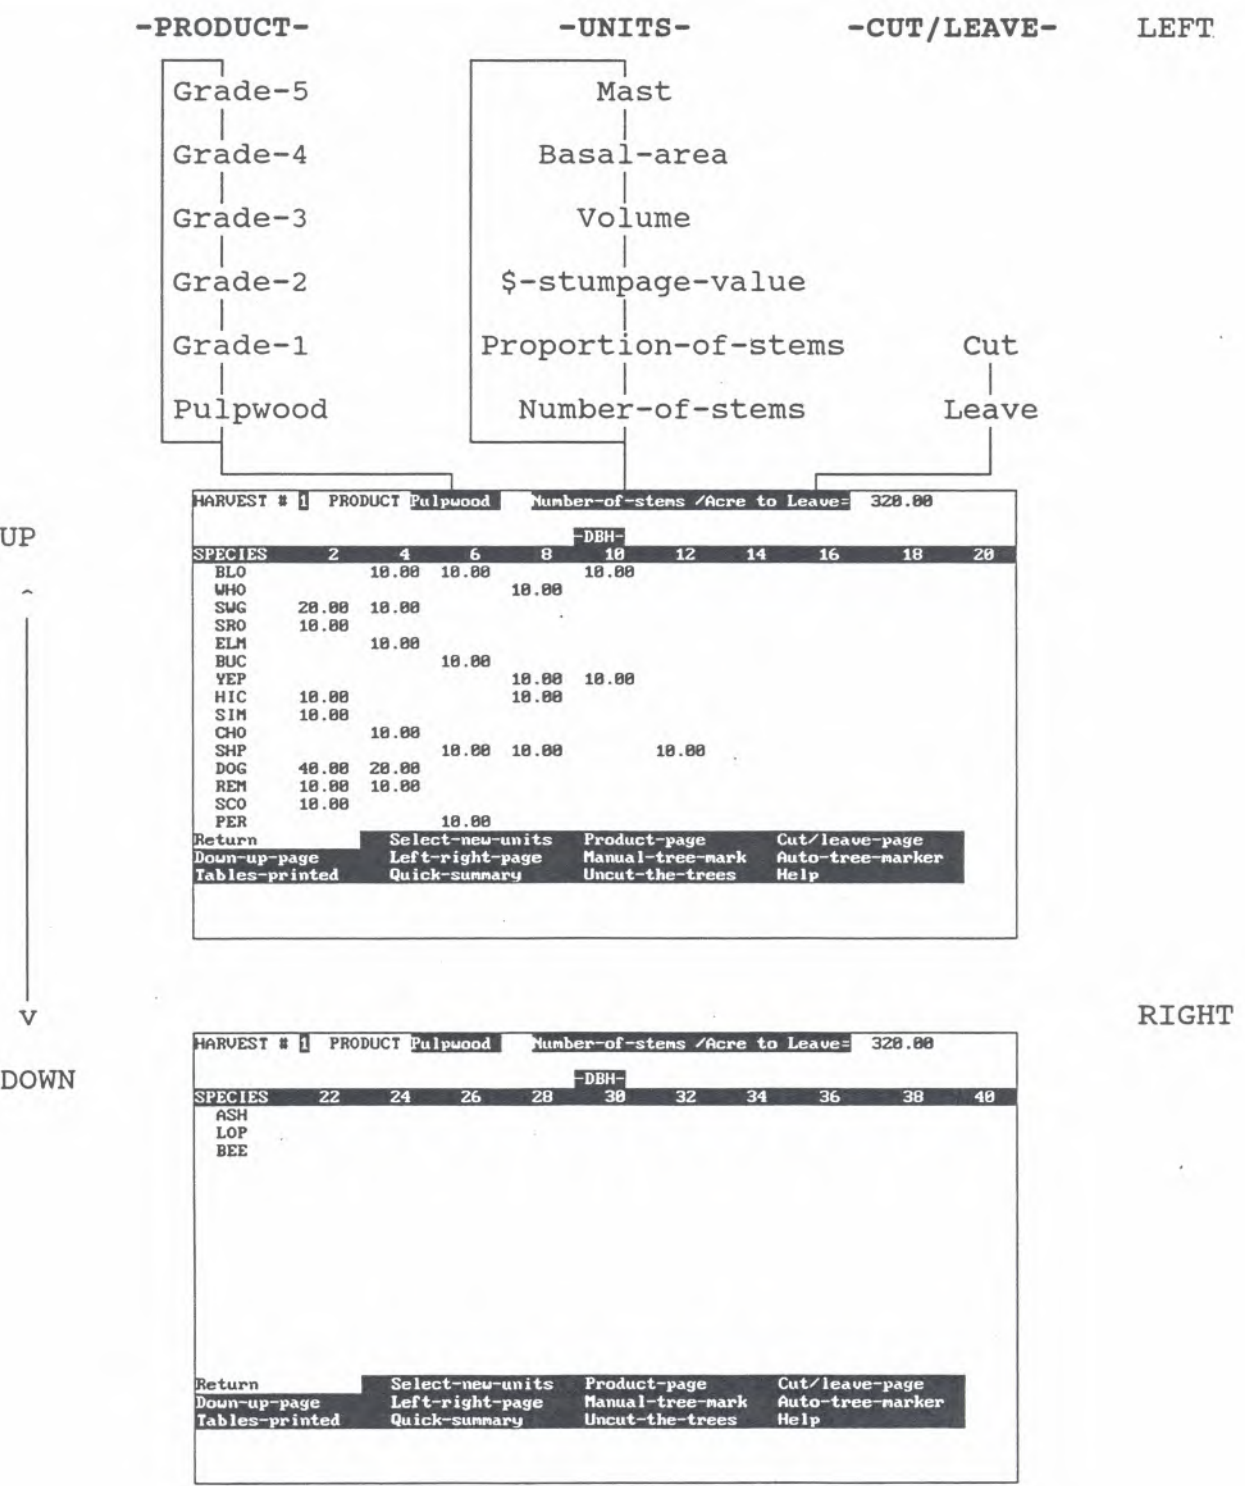 -PRODUCT- -UNITS- -CUT/LEAVE- LEFT
Grade-5 Mast
Grade-4 Basal-area
Grade-3 Volume
Grade-2 $-stumpage-value
Grade-1 Proportion-of-stems Cut
Pulpwood Number-of-stems Leave
HARVEST # 1 PRODUCT Pulpwood Number-of-stems /Acre to Leave= 320.00
UP
-DBH-
SPECIES 2 4 6 8 10 12 14 16 18 20
BLO 10.00 10.00 10.00
WHO 10.00
^
SWG 20.00 10.00
SRO 10.00
ELM 10.00
BUC 10.00
YEP 10.00 10.00
HIC 10.00 10.00
SIM 10.00
CHO 10.00
SHP 10.00 10.00 10.00
DOG 40.00 20.00
REM 10.00 10.00
SCO 10.00
PER 10.00
Return Select-new-units Product-page Cut/leave-page
Down-up-page Left-right-page Manual-tree-mark Auto-tree-marker
Tables-printed Quick-summary Uncut-the-trees Help
V RIGHT
HARVEST # 1 PRODUCT Pulpwood Number-of-stems /Acre to Leave= 320.00
DOWN
-DBH-
SPECIES 22 24 26 28 30 32 34 36 38 40
ASH
LOP
BEE
Return Select-new-units Product-page Cut/leave-page
Down-up-page Left-right-page Manual-tree-mark Auto-tree-marker
Tables-printed Quick-summary Uncut-the-trees Help